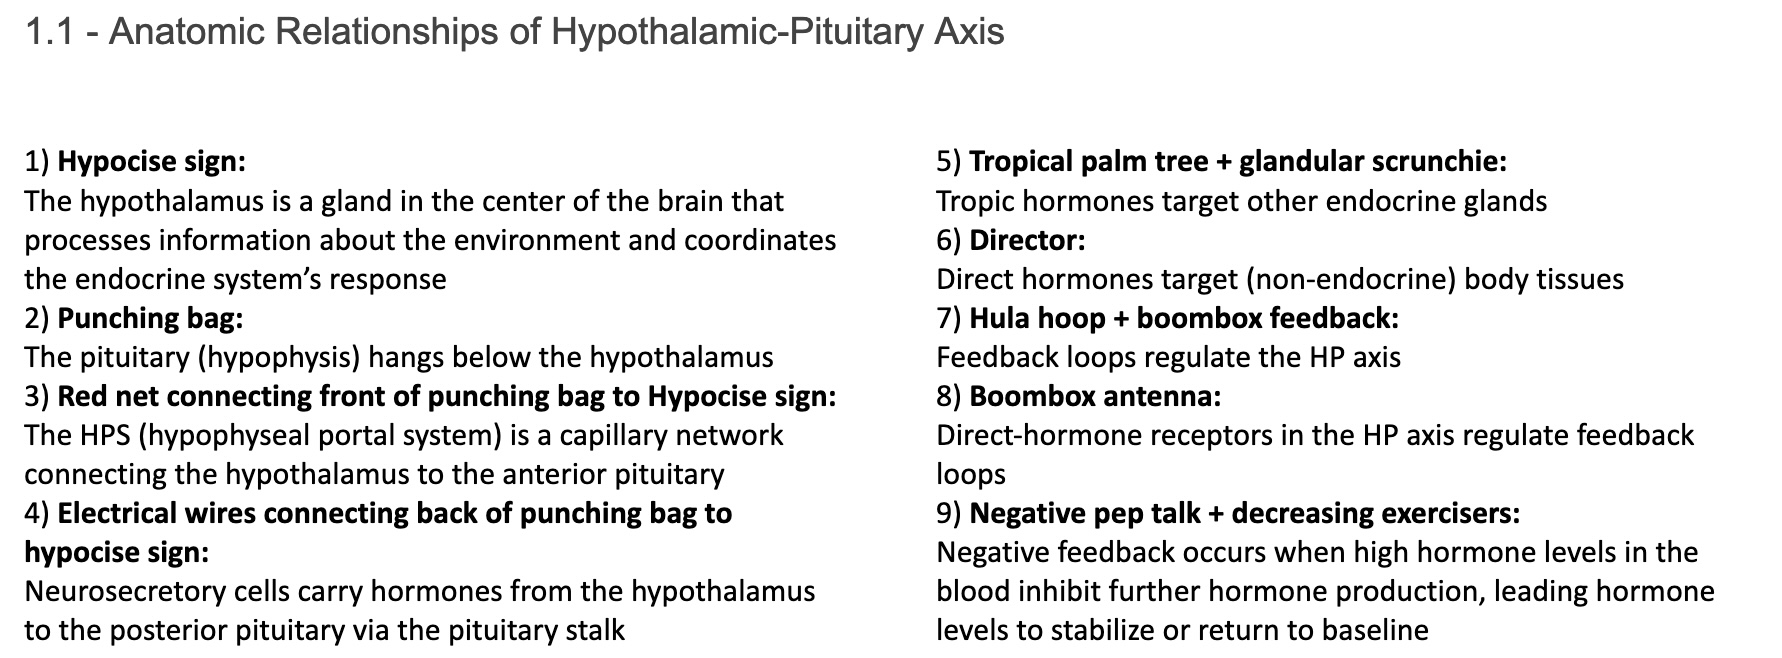 1.1 - Anatomic Relationships of Hypothalamic-Pituitary Axis
1) Hypocise sign:
The hypothalamus is a gland in the center of the brain that
processes information about the environment and coordinates
the endocrine system’s response
2) Punching bag:
The pituitary (hypophysis) hangs below the hypothalamus
3) Red net connecting front of punching bag to Hypocise sign:
The HPS (hypophyseal portal system) is a capillary network
connecting the hypothalamus to the anterior pituitary
4) Electrical wires connecting back of punching bag to
hypocise sign:
Neurosecretory cells carry hormones from the hypothalamus
to the posterior pituitary via the pituitary stalk
5) Tropical palm tree + glandular scrunchie:
Tropic hormones target other endocrine glands
6) Director:
Direct hormones target (non-endocrine) body tissues
7) Hula hoop + boombox feedback:
Feedback loops regulate the HP axis
8) Boombox antenna:
Direct-hormone receptors in the HP axis regulate feedback
loops
9) Negative pep talk + decreasing exercisers:
Negative feedback occurs when high hormone levels in the
blood inhibit further hormone production, leading hormone
levels to stabilize or return to baseline